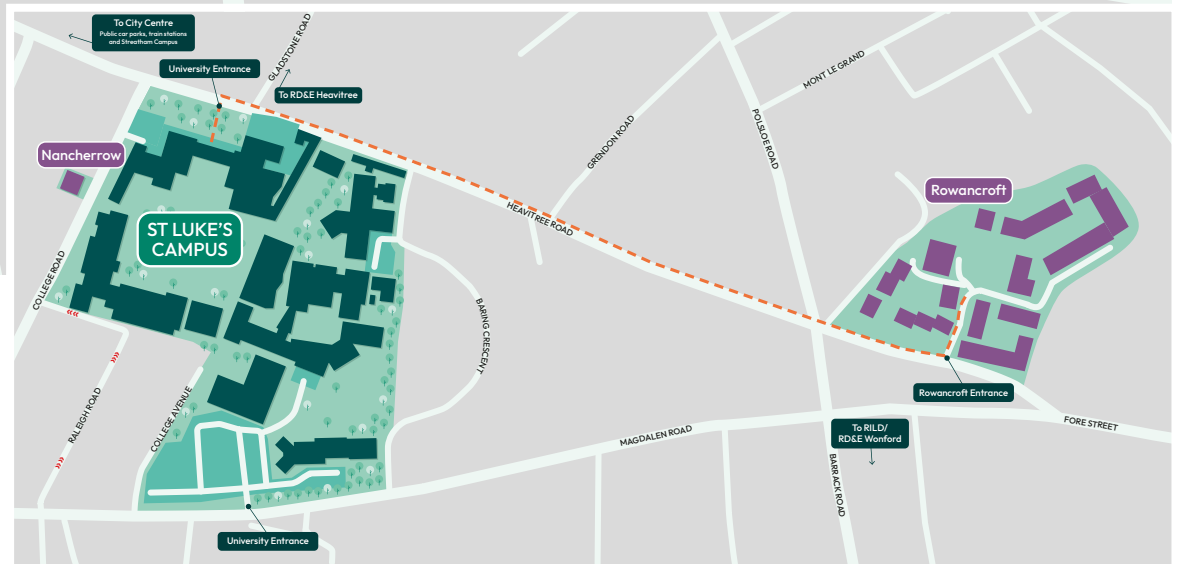 To City Centre
Public car parks, train stations
and Streatham Campus
GLADSTONE ROAD
University Entrance
To RD&E Heavitree
MONT LE GRAND
POLSLOE ROAD
GRENDON ROAD
Nancherrow
Rowancroft
HEAVITREE ROAD
ST LUKE'S
CAMPUS
COLLEGE ROAD
BARING CRESCENT
RALEIGH ROAD
COLLEGE AVENUE
Rowancroft Entrance
FORE STREET
MAGDALEN ROAD
To RILD/
RD&E Wonford
BARRACK ROAD
University Entrance